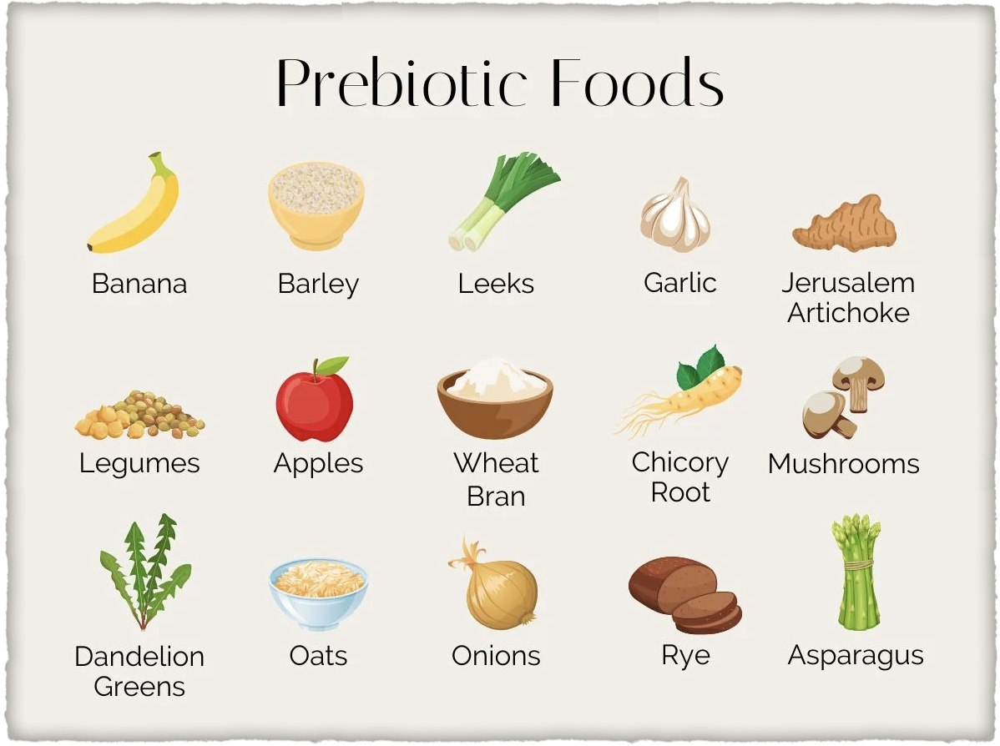 Prebiotic Foods
Banana
Barley
Leeks
Garlic
Jerusalem
Artichoke
Legumes
Apples
Wheat
Bran
Chicory
Root
Mushrooms
Dandelion
Greens
Oats
Onions
Rye
Asparagus